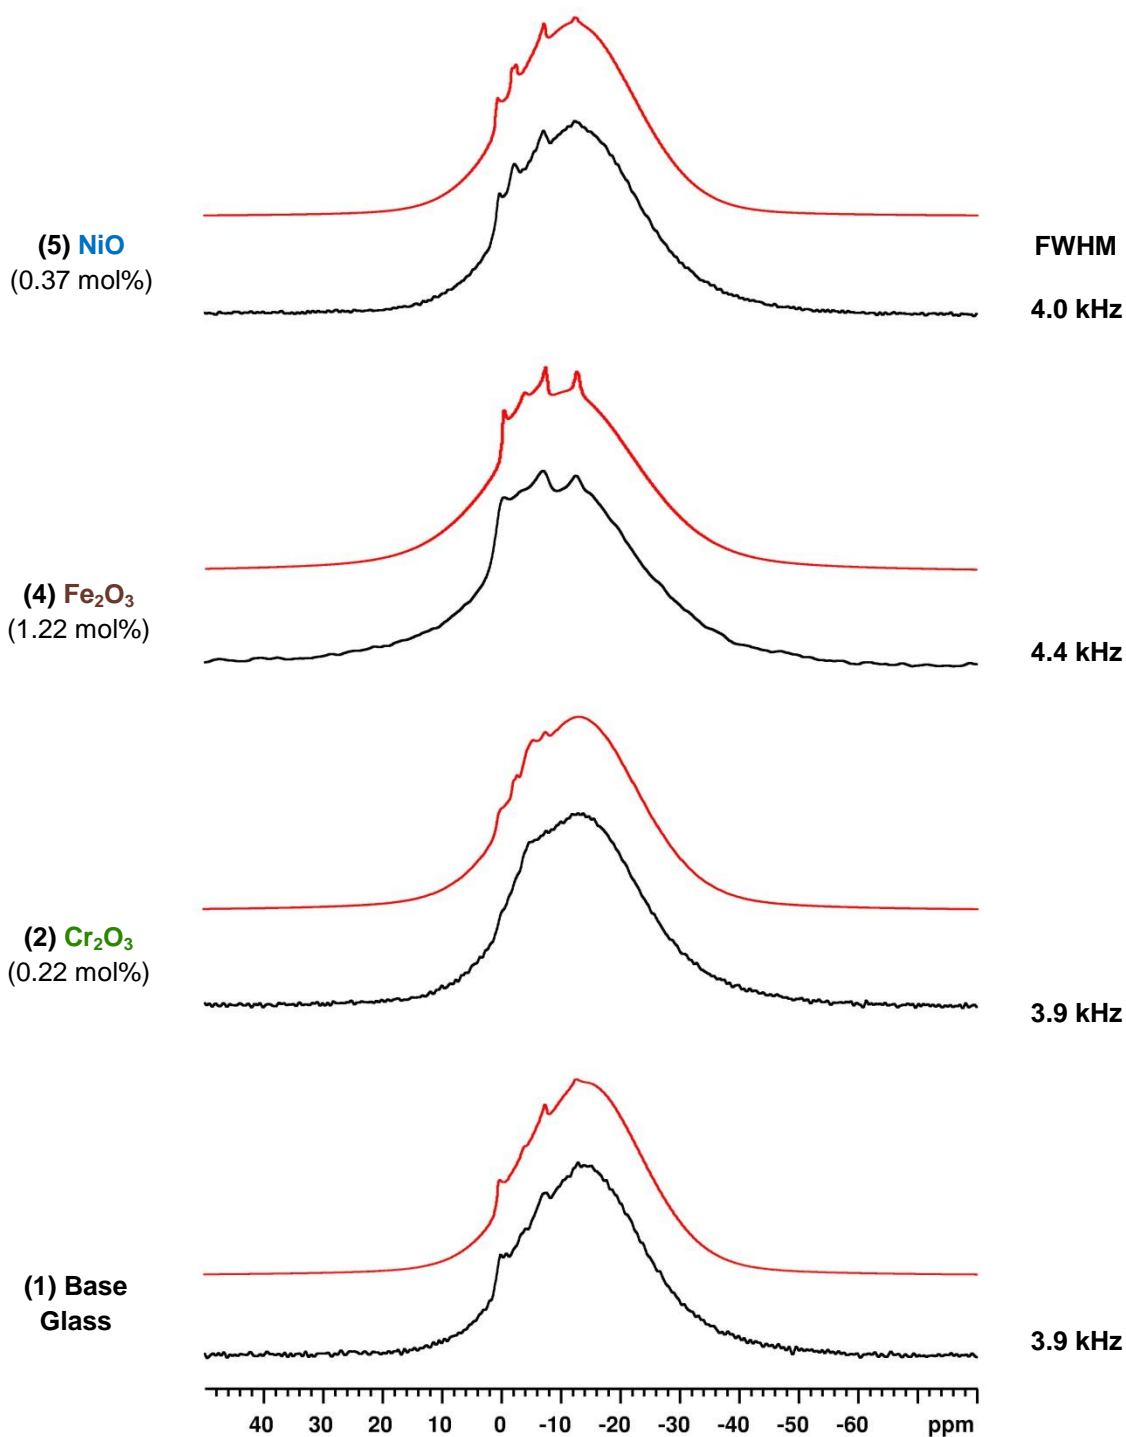 (5) NiO
(0.37 mol%)
FWHM
4.0 kHz
(4) Fe₂O₃
(1.22 mol%)
4.4 kHz
(2) Cr₂O₃
(0.22 mol%)
3.9 kHz
(1) Base
Glass
3.9 kHz
40 30 20 10 0 -10 -20 -30 -40 -50 -60 ppm